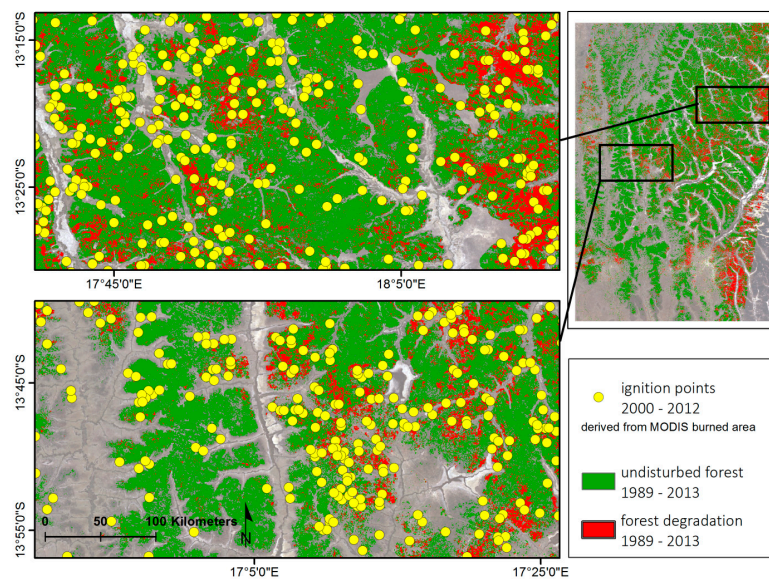 13°15'0"S
13°25'0"S
17°45'0"E
18°5'0"E
13°45'0"S
13°55'0"S
0 50 100 Kilometers
N
17°5'0"E
17°25'0"E
ignition points
2000 - 2012
derived from MODIS burned area
undisturbed forest
1989 - 2013
forest degradation
1989 - 2013